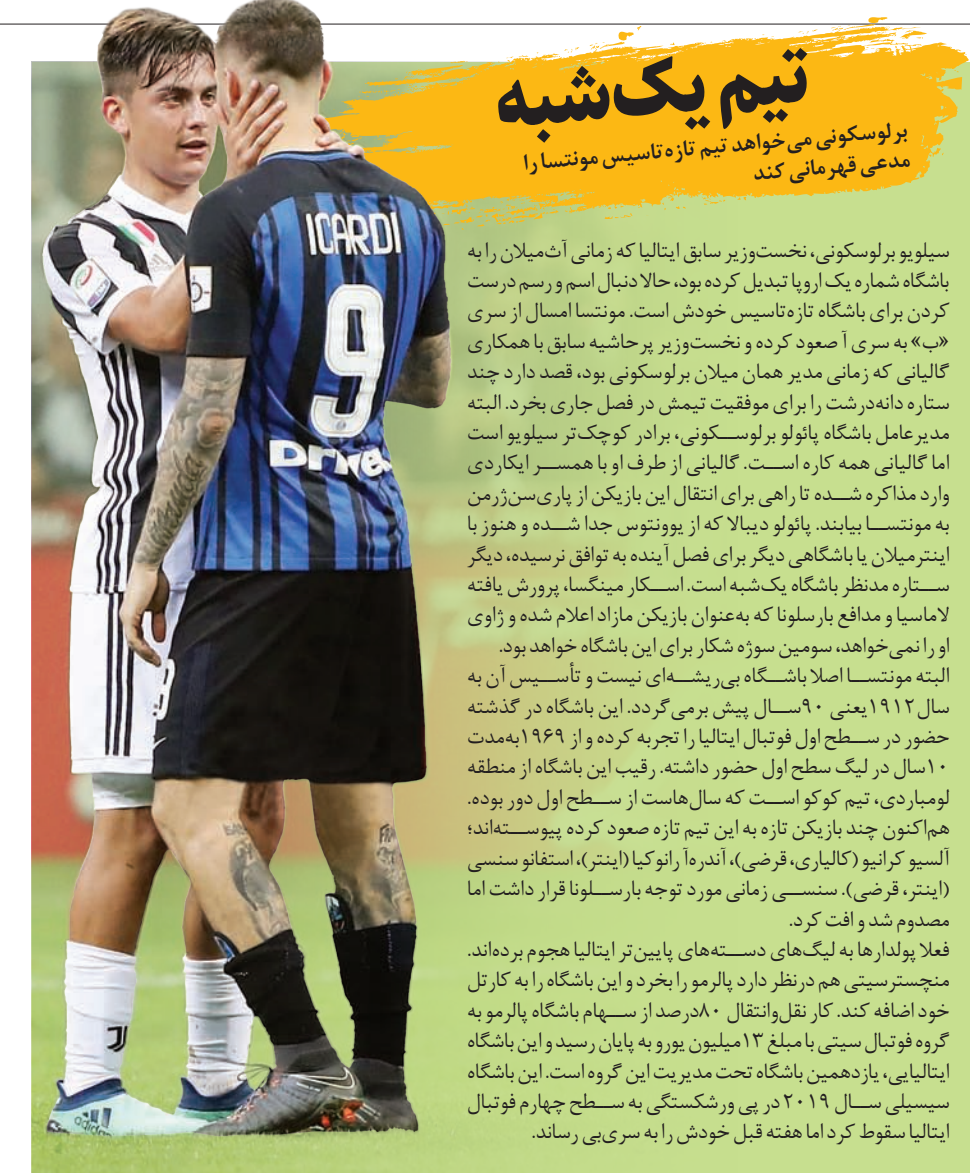 تیم یک‌شبه
برلوسکونی می‌خواهد تیم تازه تاسیس مونتسا را
مدعی قهرمانی کند
سیلویو برلوسکونی، نخست‌وزیر سابق ایتالیا که زمانی آث‌میلان را به
باشگاه شماره یک اروپا تبدیل کرده بود، حالا دنبال اسم و رسم درست
کردن برای باشگاه تازه‌تاسیس خودش است. مونتسا امسال از سری
«ب» به سری آ صعود کرده و نخست‌وزیر پرحاشیه سابق با همکاری
گالیانی که زمانی مدیر همان میلان برلوسکونی بود، قصد دارد چند
ستاره دانه‌درشت را برای موفقیت تیمش در فصل جاری بخرد. البته
مدیرعامل باشگاه پائولو برلوسکونی، برادر کوچک‌تر سیلویو است
اما گالیانی همه کاره است. گالیانی از طرف او با همسر ایکاردی
وارد مذاکره شده تا راهی برای انتقال این بازیکن از پاری‌سن‌ژرمن
به مونتسا بیابند. پائولو دیبالا که از یوونتوس جدا شده و هنوز با
اینترمیلان یا باشگاهی دیگر برای فصل آینده به توافق نرسیده، دیگر
ستاره مدنظر باشگاه یک‌شبه است. اسکار مینگسا، پرورش یافته
لاماسیا و مدافع بارسلونا که به‌عنوان بازیکن مازاد اعلام شده و ژاوی
او را نمی‌خواهد، سومین سوژه شکار برای این باشگاه خواهد بود.
البته مونتسا اصلا باشگاه بی‌ریشه‌ای نیست و تأسیس آن به
سال ۱۹۱۲ یعنی ۹۰ سال پیش برمی‌گردد. این باشگاه در گذشته
حضور در سطح اول فوتبال ایتالیا را تجربه کرده و از ۱۹۶۹ به‌مدت
۱۰ سال در لیگ سطح اول حضور داشته. رقیب این باشگاه از منطقه
لومباردی، تیم کوکو است که سال‌هاست از سطح اول دور بوده.
هم‌اکنون چند بازیکن تازه به این تیم تازه صعود کرده پیوسته‌اند؛
آلسیو کرانیو (کالیاری، قرضی)، آندره‌آ رانوکیا (اینتر)، استفانو سنسی
(اینتر، قرضی). سنسی زمانی مورد توجه بارسلونا قرار داشت اما
مصدوم شد و افت کرد.
فعلا پولدارها به لیگ‌های دسته‌های پایین‌تر ایتالیا هجوم برده‌اند.
منچسترسیتی هم درنظر دارد پالرمو را بخرد و این باشگاه را به کارتل
خود اضافه کند. کار نقل‌وانتقال ۸۰درصد از سهام باشگاه پالرمو به
گروه فوتبال سیتی با مبلغ ۱۳میلیون یورو به پایان رسید و این باشگاه
ایتالیایی، یازدهمین باشگاه تحت مدیریت این گروه است. این باشگاه
سیسیلی سال ۲۰۱۹ در پی ورشکستگی به سطح چهارم فوتبال
ایتالیا سقوط کرد اما هفته قبل خودش را به سری‌بی رساند.
ICARDI
9
adidas